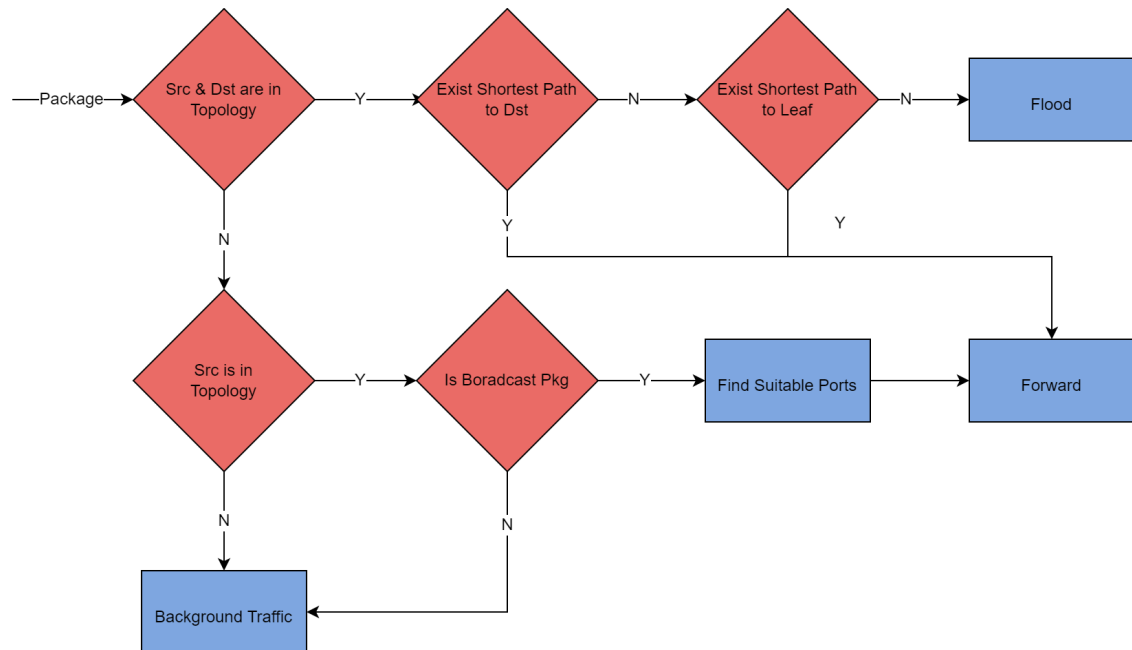 Src & Dst are in
Topology
Package
Y
Exist Shortest Path
to Dst
N
Exist Shortest Path
to Leaf
N
Flood
N
Y
Y
Src is in
Topology
Y
Is Boradcast Pkg
Y
Find Suitable Ports
Forward
N
N
Background Traffic